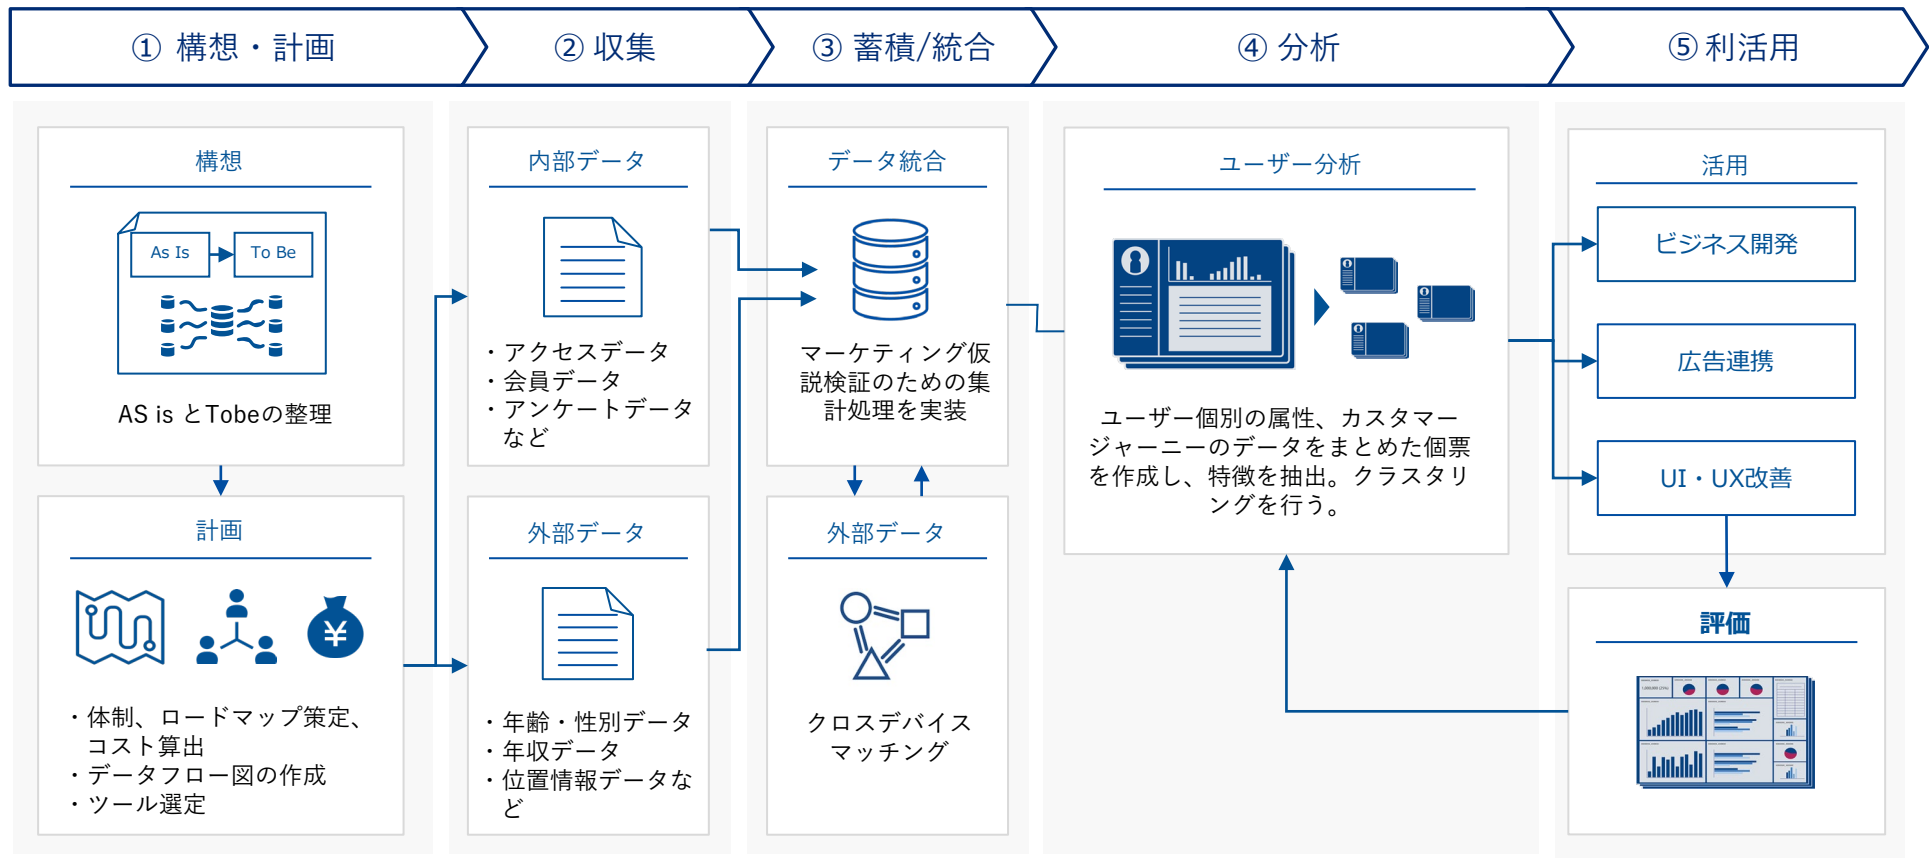 ① 構想・計画
② 収集
③ 蓄積/統合
④ 分析
⑤ 利活用
構想
As Is
To Be
AS is とTobeの整理
計画
¥
・体制、ロードマップ策定、
コスト算出
・データフロー図の作成
・ツール選定
内部データ
・アクセスデータ
・会員データ
・アンケートデータ
など
外部データ
・年齢・性別データ
・年収データ
・位置情報データな
ど
データ統合
マーケティング仮
説検証のための集
計処理を実装
外部データ
クロスデバイス
マッチング
ユーザー分析
ユーザー個別の属性、カスタマー
ジャーニーのデータをまとめた個票
を作成し、特徴を抽出。クラスタリ
ングを行う。
活用
ビジネス開発
広告連携
UI・UX改善
評価